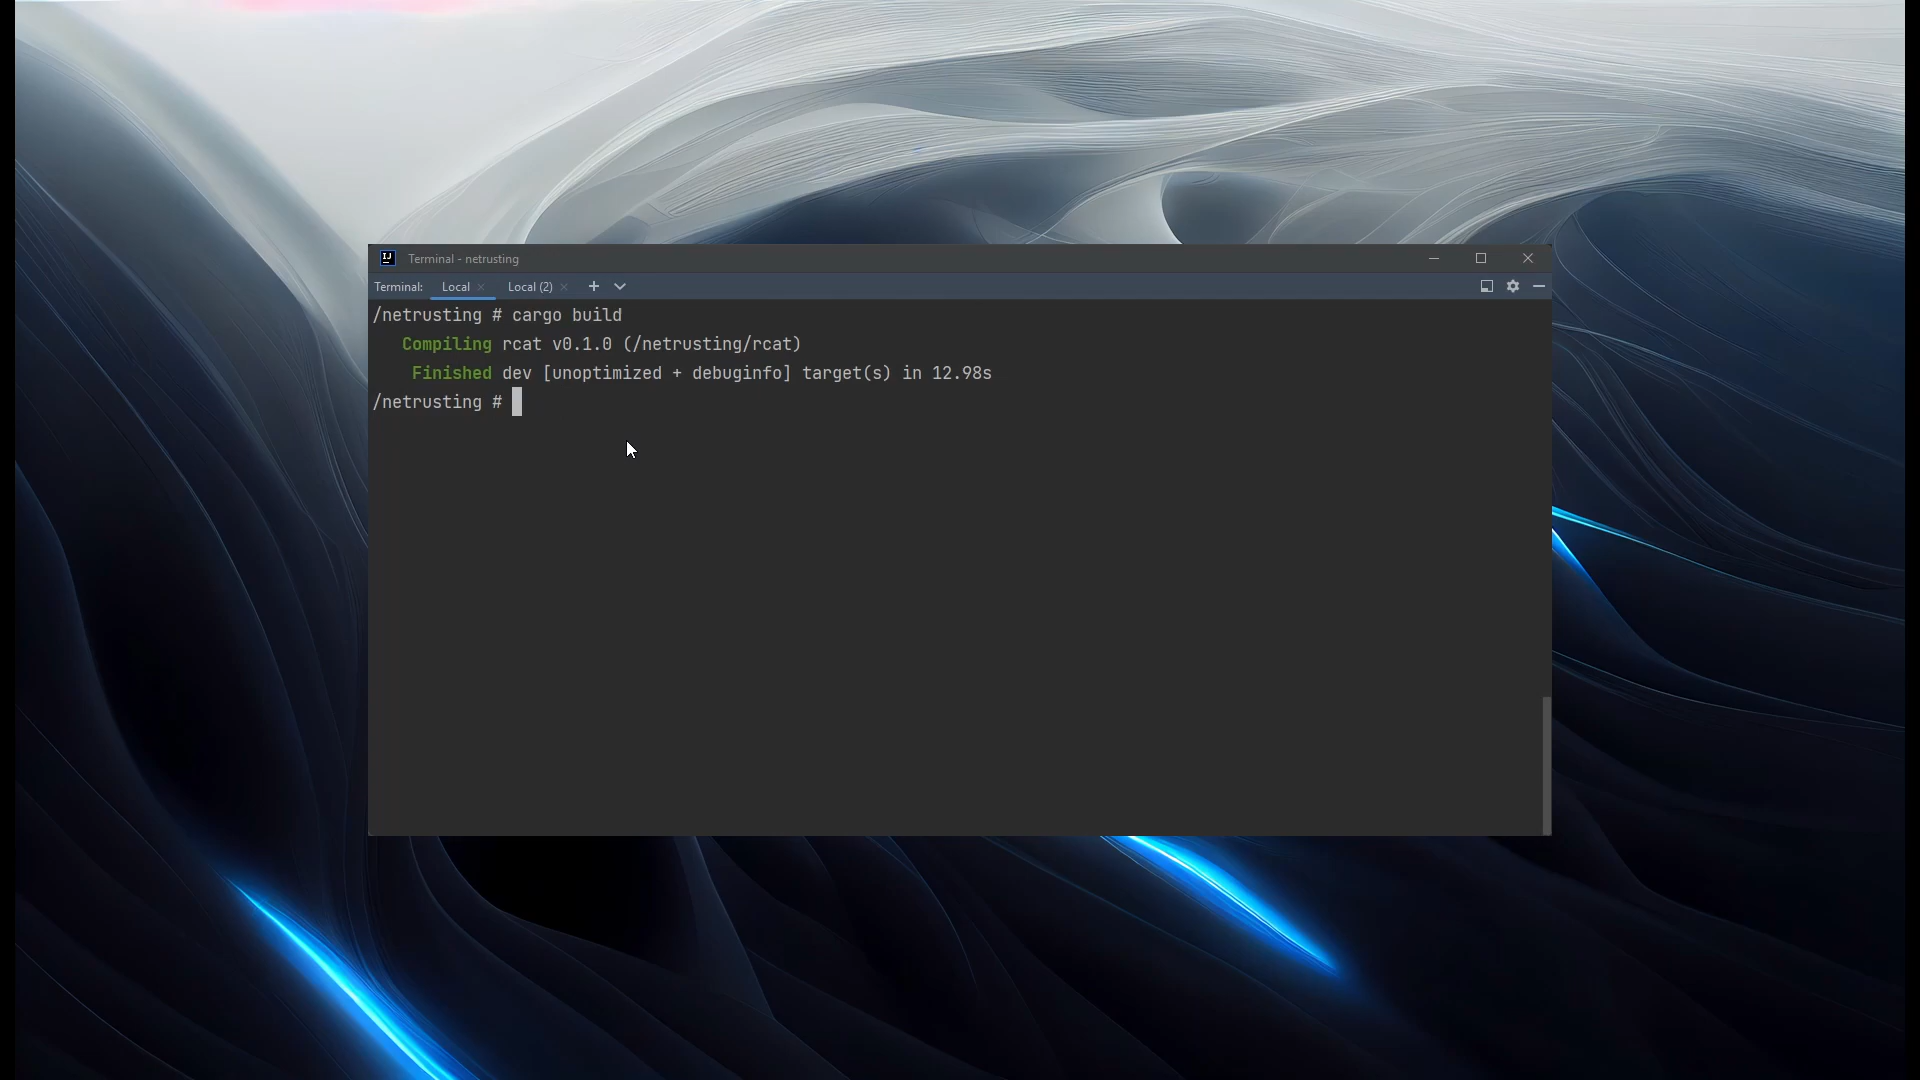 IJ Terminal - netrusting
Terminal: Local Local (2)
/netrusting # cargo build
   Compiling rcat v0.1.0 (/netrusting/rcat)
    Finished dev [unoptimized + debuginfo] target(s) in 12.98s
/netrusting #